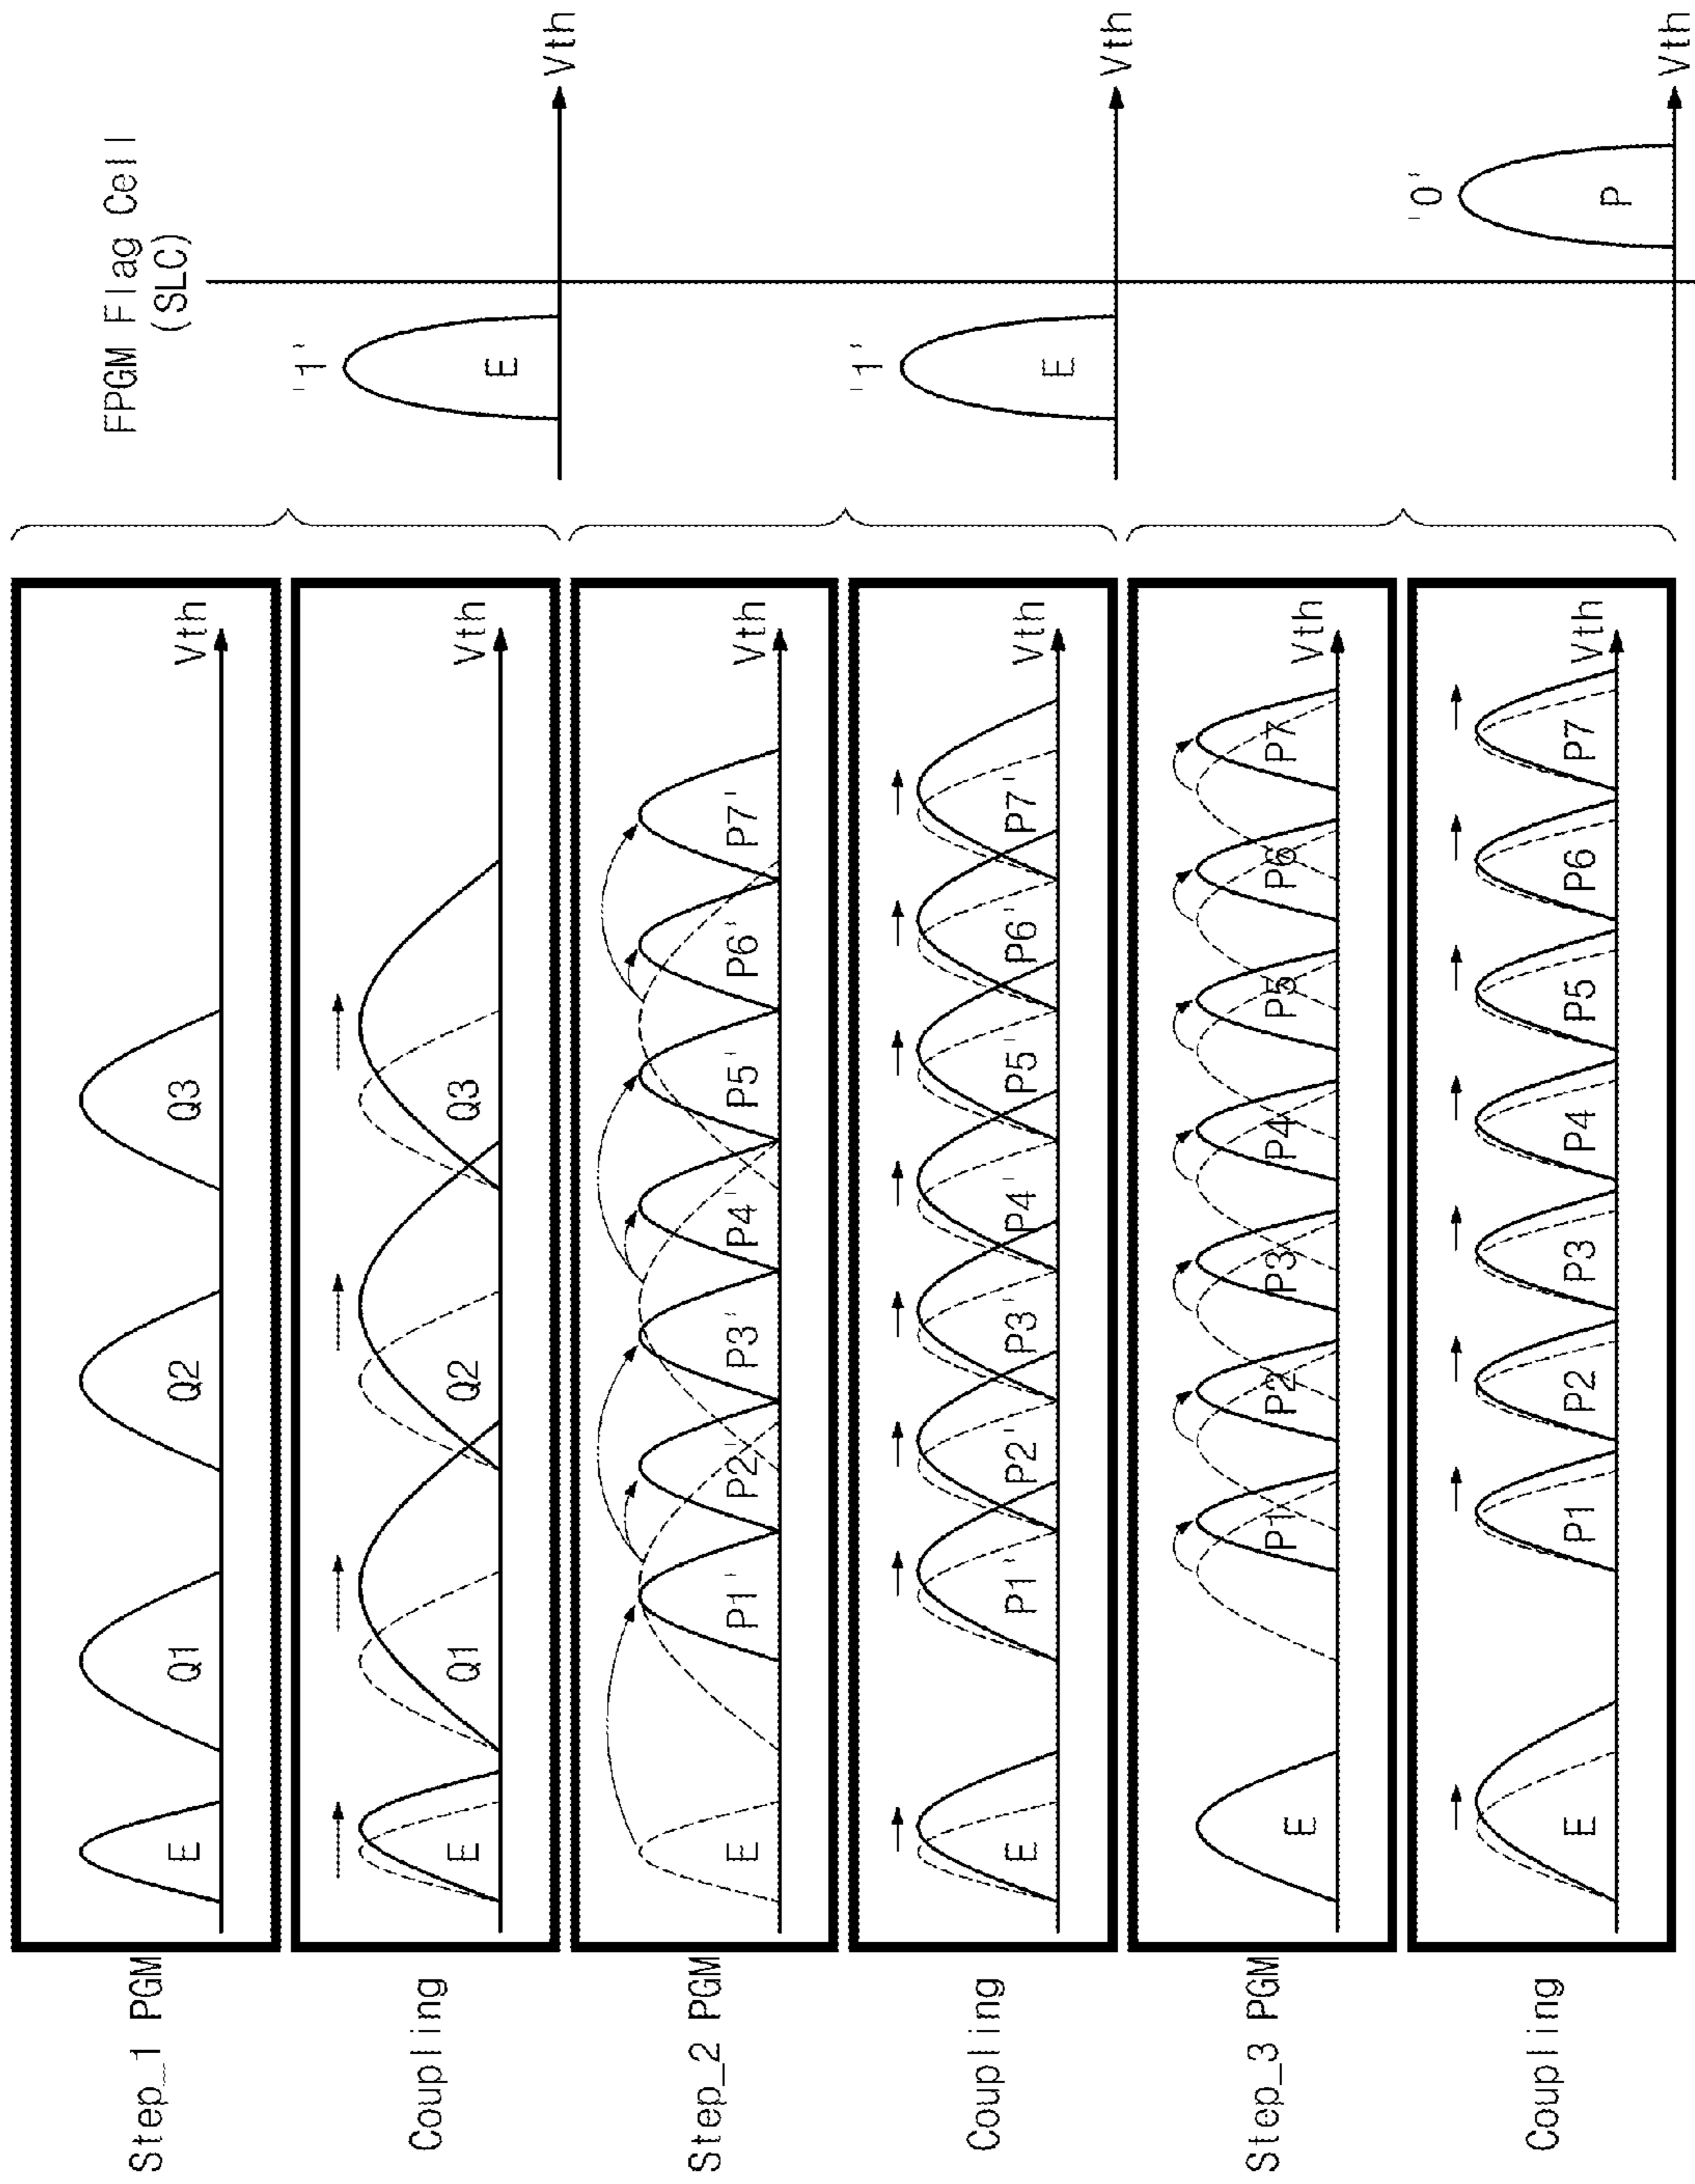 FPGM Flag Cell
(SLC)
Step_1 PGM
E
Q1
Q2
Q3
Vth
Coupling
E
Q1
Q2
Q3
Vth
'1'
E
Vth
Step_2 PGM
E
P1'
P2'
P3'
P4'
P5'
P6'
P7'
Vth
Coupling
E
P1'
P2'
P3'
P4'
P5'
P6'
P7'
Vth
'1'
E
Vth
Step_3 PGM
E
P1
P2
P3
P4
P5
P6
P7
Vth
Coupling
E
P1
P2
P3
P4
P5
P6
P7
Vth
'0'
P
Vth